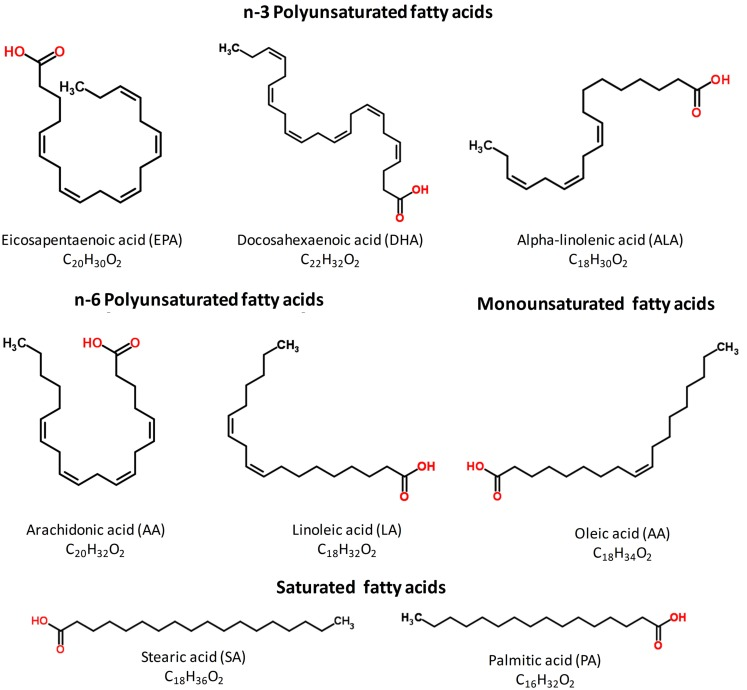 n-3 Polyunsaturated fatty acids
HO O
H₃C
H₃C
OH
O
H₃C
OH
O
Eicosapentaenoic acid (EPA)
C₂₀H₃₀O₂
Docosahexaenoic acid (DHA)
C₂₂H₃₂O₂
Alpha-linolenic acid (ALA)
C₁₈H₃₀O₂
n-6 Polyunsaturated fatty acids
Monounsaturated fatty acids
H₃C
HO O
CH₃
OH
O
CH₃
HO
O
Arachidonic acid (AA)
C₂₀H₃₂O₂
Linoleic acid (LA)
C₁₈H₃₂O₂
Oleic acid (AA)
C₁₈H₃₄O₂
Saturated fatty acids
HO
O
CH₃
H₃C
OH
O
Stearic acid (SA)
C₁₈H₃₆O₂
Palmitic acid (PA)
C₁₆H₃₂O₂